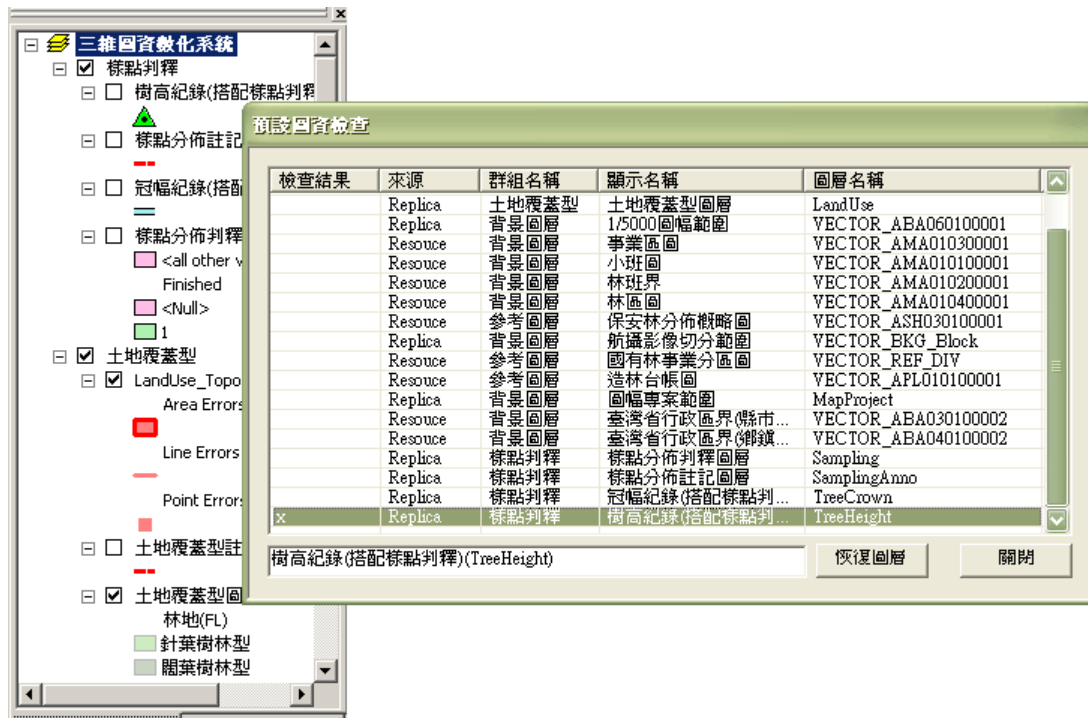 三維圖資數化系統
樣點判釋
樹高紀錄(搭配樣點判釋
樣點分佈註記
冠幅紀錄(搭配
樣點分佈判釋
<all other v
Finished
<Null>
1
土地覆蓋型
LandUse_Topo
Area Errors
Line Errors
Point Errors
土地覆蓋型註
土地覆蓋型圖
林地(FL)
針葉樹林型
闊葉樹林型
預設圖資檢查
檢查結果 來源 群組名稱 顯示名稱 圖層名稱
Replica 土地覆蓋型 土地覆蓋型圖層 LandUse
Replica 背景圖層 1/5000圖幅範圍 VECTOR_ABA060100001
Resouce 背景圖層 事業區圖 VECTOR_AMA010300001
Resouce 背景圖層 小班圖 VECTOR_AMA010100001
Resouce 背景圖層 林班界 VECTOR_AMA010200001
Resouce 背景圖層 林區圖 VECTOR_AMA010400001
Resouce 參考圖層 保安林分佈概略圖 VECTOR_ASH030100001
Replica 背景圖層 航攝影像切分範圍 VECTOR_BKG_Block
Resouce 參考圖層 國有林事業分區圖 VECTOR_REF_DIV
Resouce 參考圖層 造林台帳圖 VECTOR_APL010100001
Replica 背景圖層 圖幅專案範圍 MapProject
Resouce 背景圖層 臺灣省行政區界(縣市... VECTOR_ABA030100002
Resouce 背景圖層 臺灣省行政區界(鄉鎮... VECTOR_ABA040100002
Replica 樣點判釋 樣點分佈判釋圖層 Sampling
Replica 樣點判釋 樣點分佈註記圖層 SamplingAnno
Replica 樣點判釋 冠幅紀錄(搭配樣點判... TreeCrown
x Replica 樣點判釋 樹高紀錄(搭配樣點判... TreeHeight
樹高紀錄(搭配樣點判釋)(TreeHeight) 恢復圖層 關閉